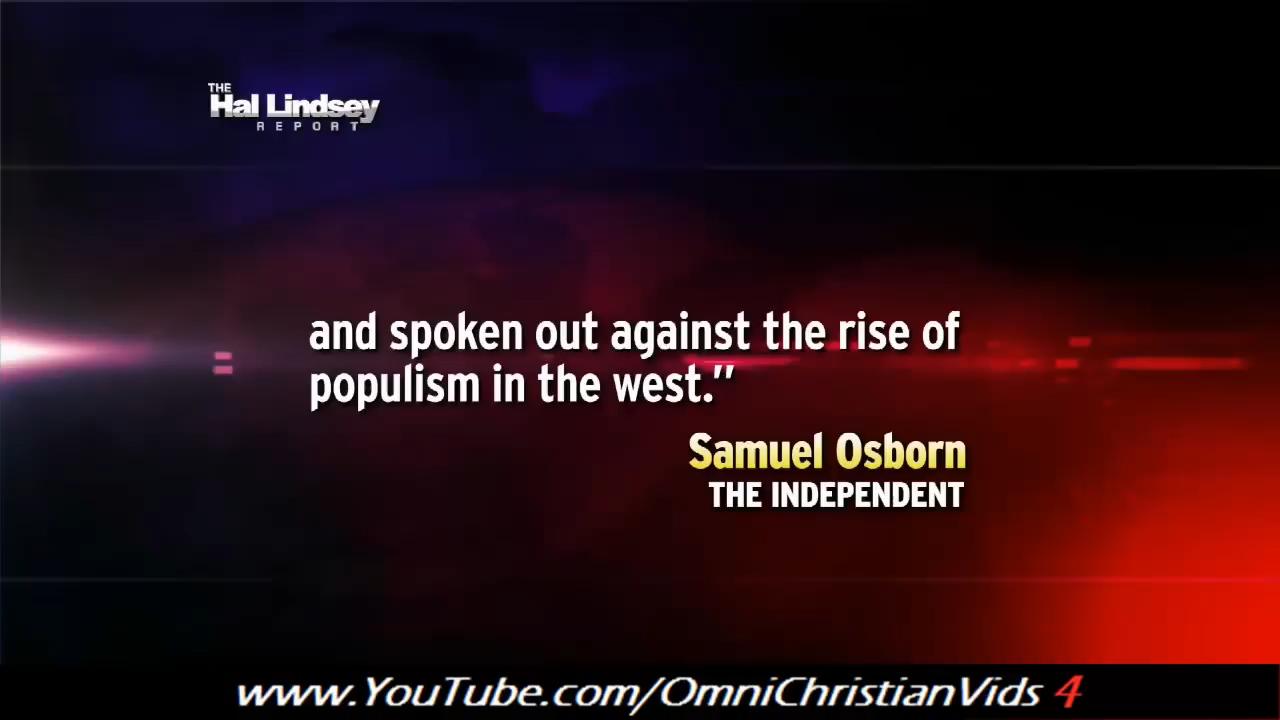 THE
Hal Lindsey
REPORT
and spoken out against the rise of
populism in the west.”
Samuel Osborn
THE INDEPENDENT
www.YouTube.com/OmniChristianVids 4